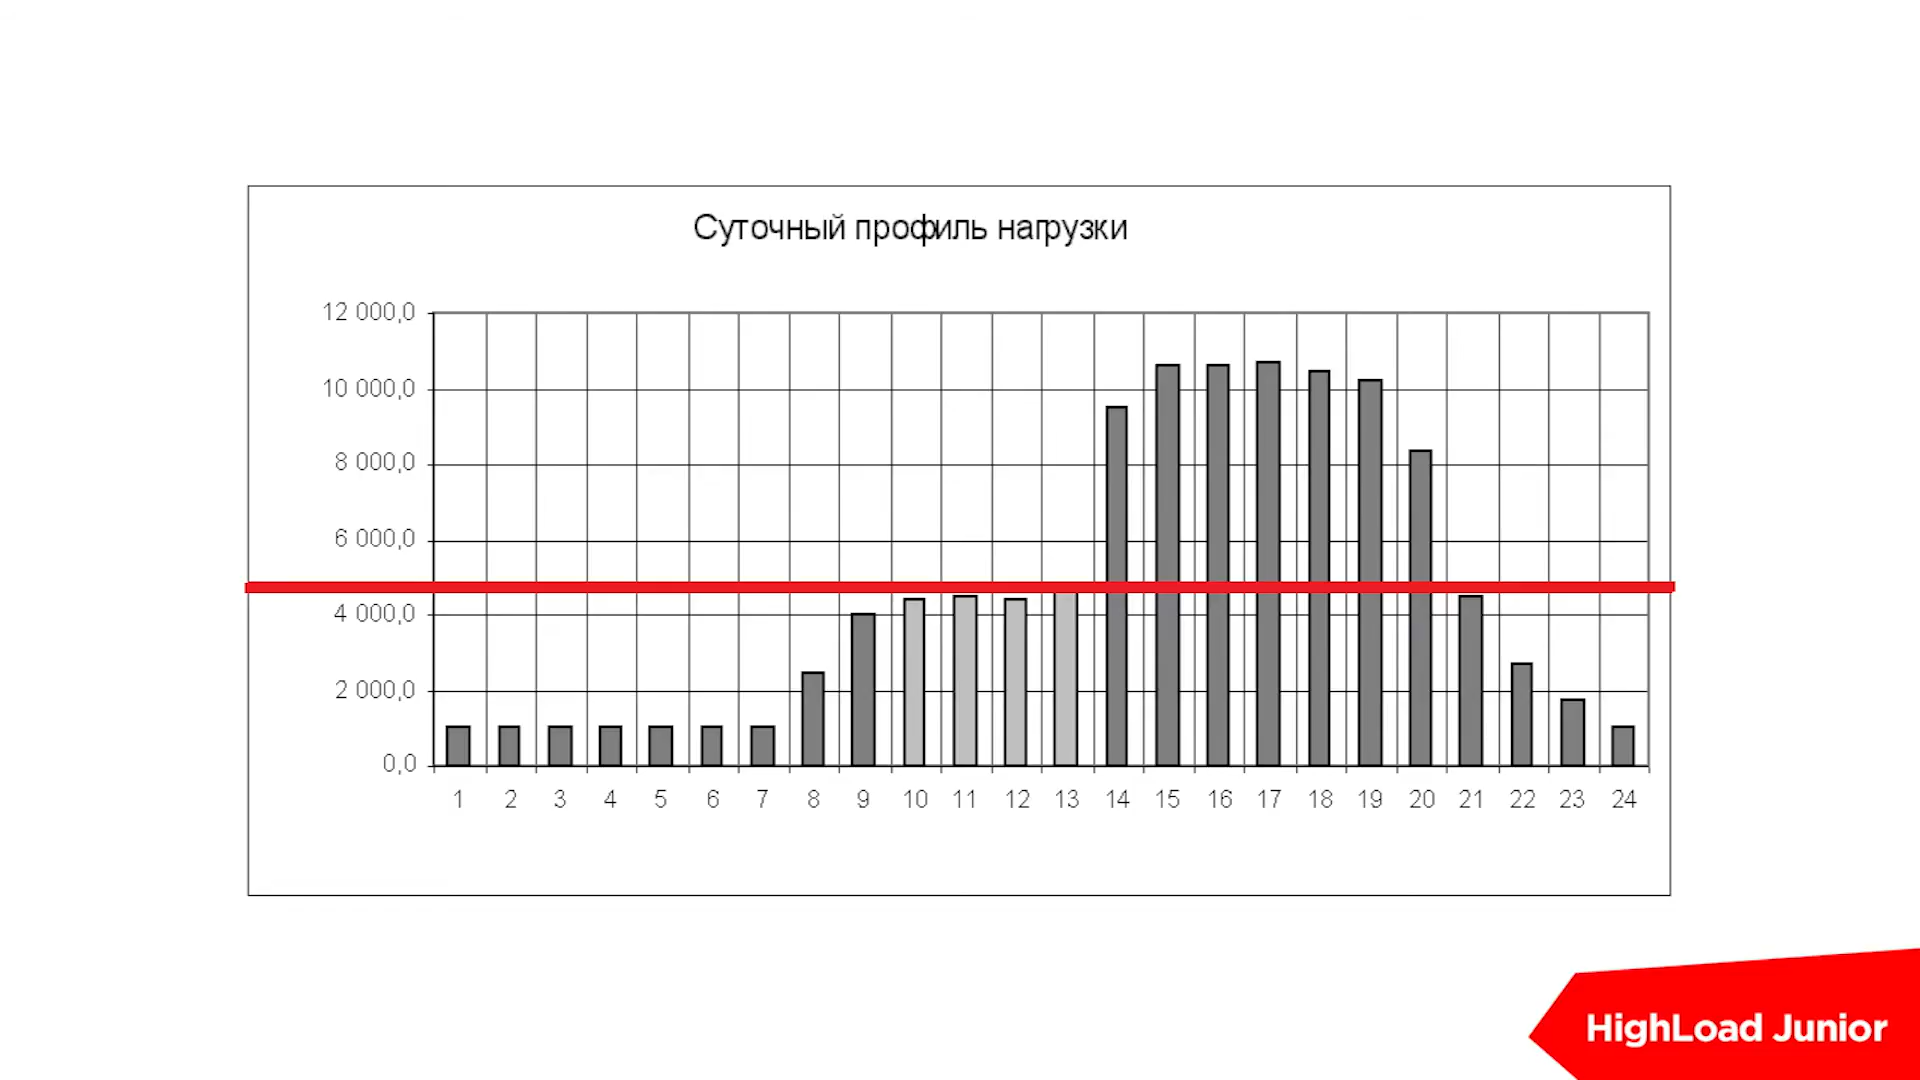 Суточный профиль нагрузки
12 000,0
10 000,0
8 000,0
6 000,0
4 000,0
2 000,0
0,0
1 2 3 4 5 6 7 8 9 10 11 12 13 14 15 16 17 18 19 20 21 22 23 24
HighLoad Junior